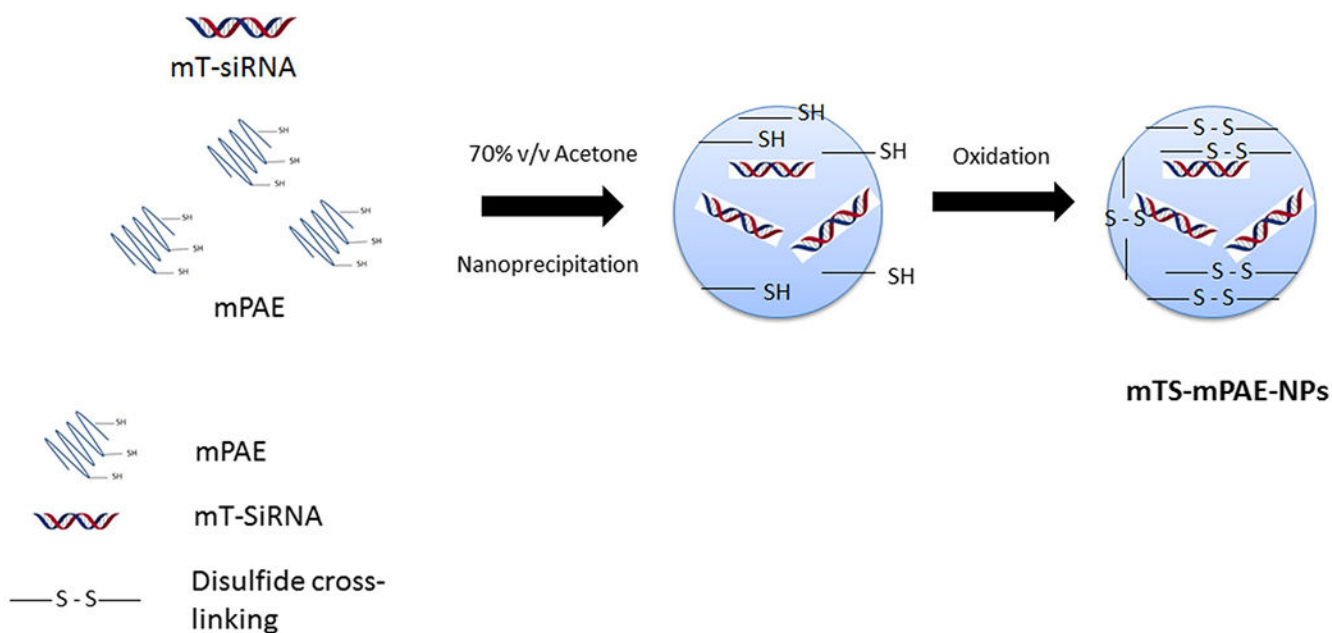 mT-siRNA
SH
SH
SH
SH
SH
SH
SH
SH
SH
mPAE
70% v/v Acetone
Nanoprecipitation
SH
SH
SH
SH
SH
Oxidation
S - S
S - S
S - S
S - S
S - S
mTS-mPAE-NPs
SH
SH
SH
mPAE
mT-SiRNA
S - S
Disulfide cross-
linking